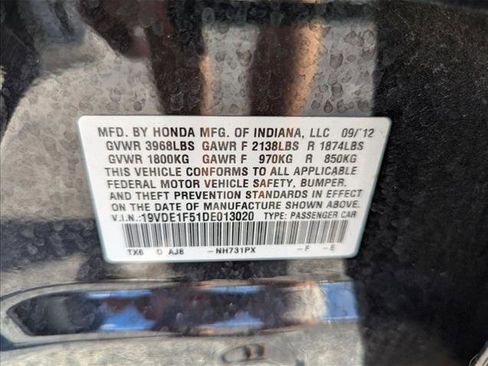 MFD. BY HONDA MFG. OF INDIANA, LLC 09/12
GVWR 3968LBS GAWR F 2138LBS R 1874LBS
GVWR 1800KG GAWR F 970KG R 850KG
THIS VEHICLE CONFORMS TO ALL APPLICABLE
FEDERAL MOTOR VEHICLE SAFETY, BUMPER,
AND THEFT PREVENTION STANDARDS IN EFFECT
ON THE DATE OF MANUFACTURE SHOWN ABOVE.
V.I.N.:19VDE1F51DE013020 TYPE: PASSENGER CAR
TX6 D AJ8 -NH731PX -F -E